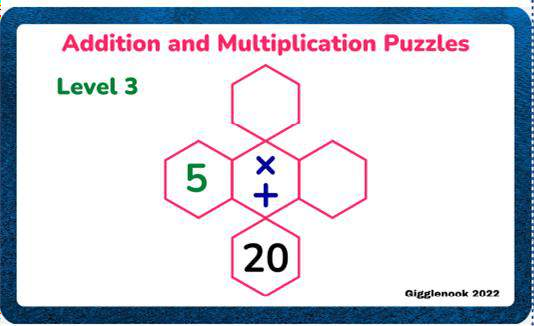 Addition and Multiplication Puzzles
Level 3
5
×
+
20
Gigglenook 2022